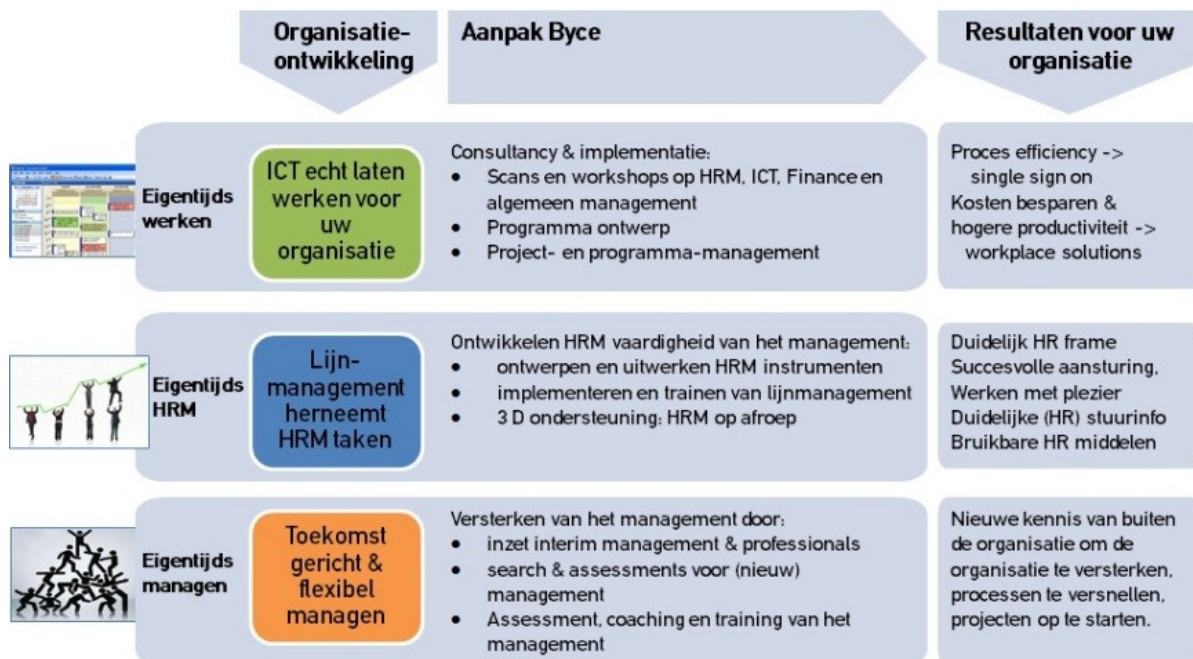 Organisatie-
ontwikkeling
Aanpak Byce
Resultaten voor uw
organisatie
Eigentijds
werken
ICT echt laten
werken voor
uw
organisatie
Consultancy & implementatie:
• Scans en workshops op HRM, ICT, Finance en
algemeen management
• Programma ontwerp
• Project- en programma-management
Proces efficiency ->
single sign on
Kosten besparen &
hogere productiviteit ->
workplace solutions
Eigentijds
HRM
Lijn-
management
herneemt
HRM taken
Ontwikkelen HRM vaardigheid van het management:
• ontwerpen en uitwerken HRM instrumenten
• implementeren en trainen van lijnmanagement
• 3 D ondersteuning: HRM op afroep
Duidelijk HR frame
Succesvolle aansturing,
Werken met plezier
Duidelijke (HR) stuurinfo
Bruikbare HR middelen
Eigentijds
managen
Toekomst
gericht &
flexibel
managen
Versterken van het management door:
• inzet interim management & professionals
• search & assessments voor (nieuw)
management
• Assessment, coaching en training van het
management
Nieuwe kennis van buiten
de organisatie om de
organisatie te versterken,
processen te versnellen,
projecten op te starten.